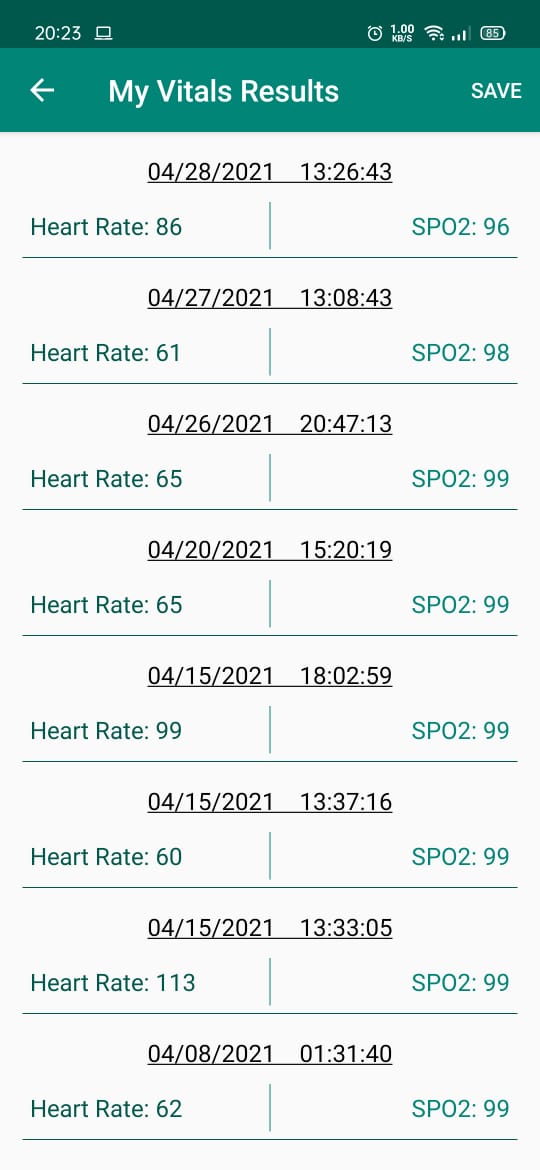 20:23 1.00 KB/S 85
My Vitals Results SAVE
04/28/2021 13:26:43
Heart Rate: 86 SPO2: 96
04/27/2021 13:08:43
Heart Rate: 61 SPO2: 98
04/26/2021 20:47:13
Heart Rate: 65 SPO2: 99
04/20/2021 15:20:19
Heart Rate: 65 SPO2: 99
04/15/2021 18:02:59
Heart Rate: 99 SPO2: 99
04/15/2021 13:37:16
Heart Rate: 60 SPO2: 99
04/15/2021 13:33:05
Heart Rate: 113 SPO2: 99
04/08/2021 01:31:40
Heart Rate: 62 SPO2: 99